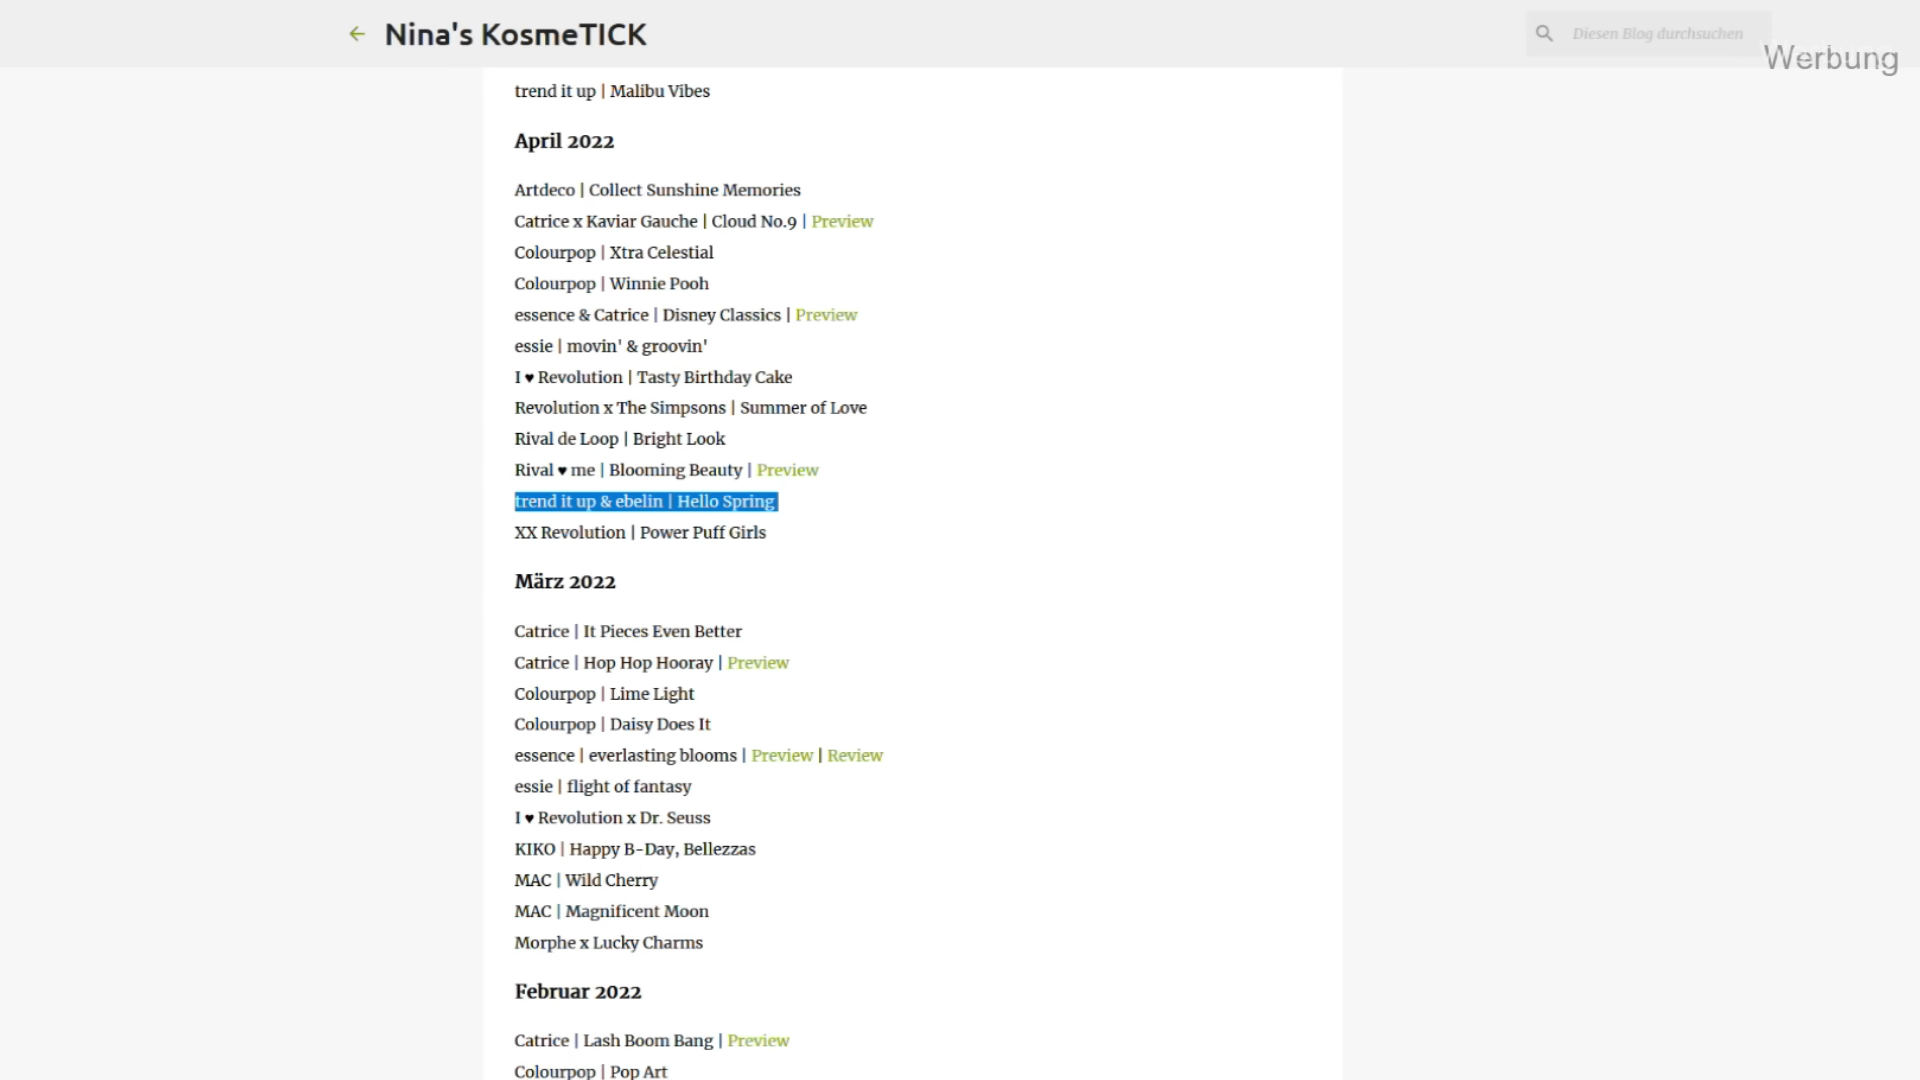 Nina's KosmeTICK
Diesen Blog durchsuchen
Werbung
trend it up | Malibu Vibes
April 2022
Artdeco | Collect Sunshine Memories
Catrice x Kaviar Gauche | Cloud No.9 | Preview
Colourpop | Xtra Celestial
Colourpop | Winnie Pooh
essence & Catrice | Disney Classics | Preview
essie | movin' & groovin'
I ♥ Revolution | Tasty Birthday Cake
Revolution x The Simpsons | Summer of Love
Rival de Loop | Bright Look
Rival ♥ me | Blooming Beauty | Preview
trend it up & ebelin | Hello Spring
XX Revolution | Power Puff Girls
März 2022
Catrice | It Pieces Even Better
Catrice | Hop Hop Hooray | Preview
Colourpop | Lime Light
Colourpop | Daisy Does It
essence | everlasting blooms | Preview | Review
essie | flight of fantasy
I ♥ Revolution x Dr. Seuss
KIKO | Happy B-Day, Bellezzas
MAC | Wild Cherry
MAC | Magnificent Moon
Morphe x Lucky Charms
Februar 2022
Catrice | Lash Boom Bang | Preview
Colourpop | Pop Art